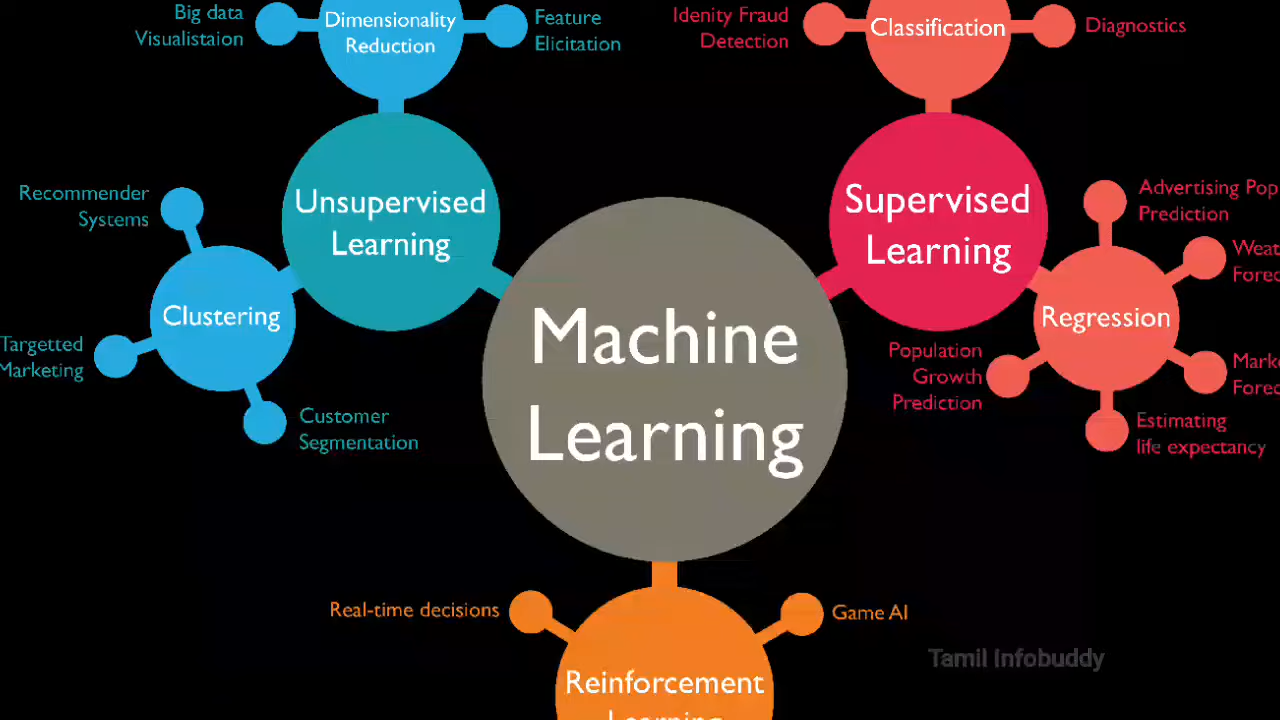 Big data
Visualistaion
Dimensionality
Reduction
Feature
Elicitation
Idenity Fraud
Detection
Classification
Diagnostics
Recommender
Systems
Unsupervised
Learning
Supervised
Learning
Advertising Pop
Prediction
Clustering
Targetted
Marketing
Customer
Segmentation
Machine
Learning
Regression
Population
Growth
Prediction
Estimating
life expectancy
Real-time decisions
Game AI
Reinforcement
Learning
Tamil Infobuddy